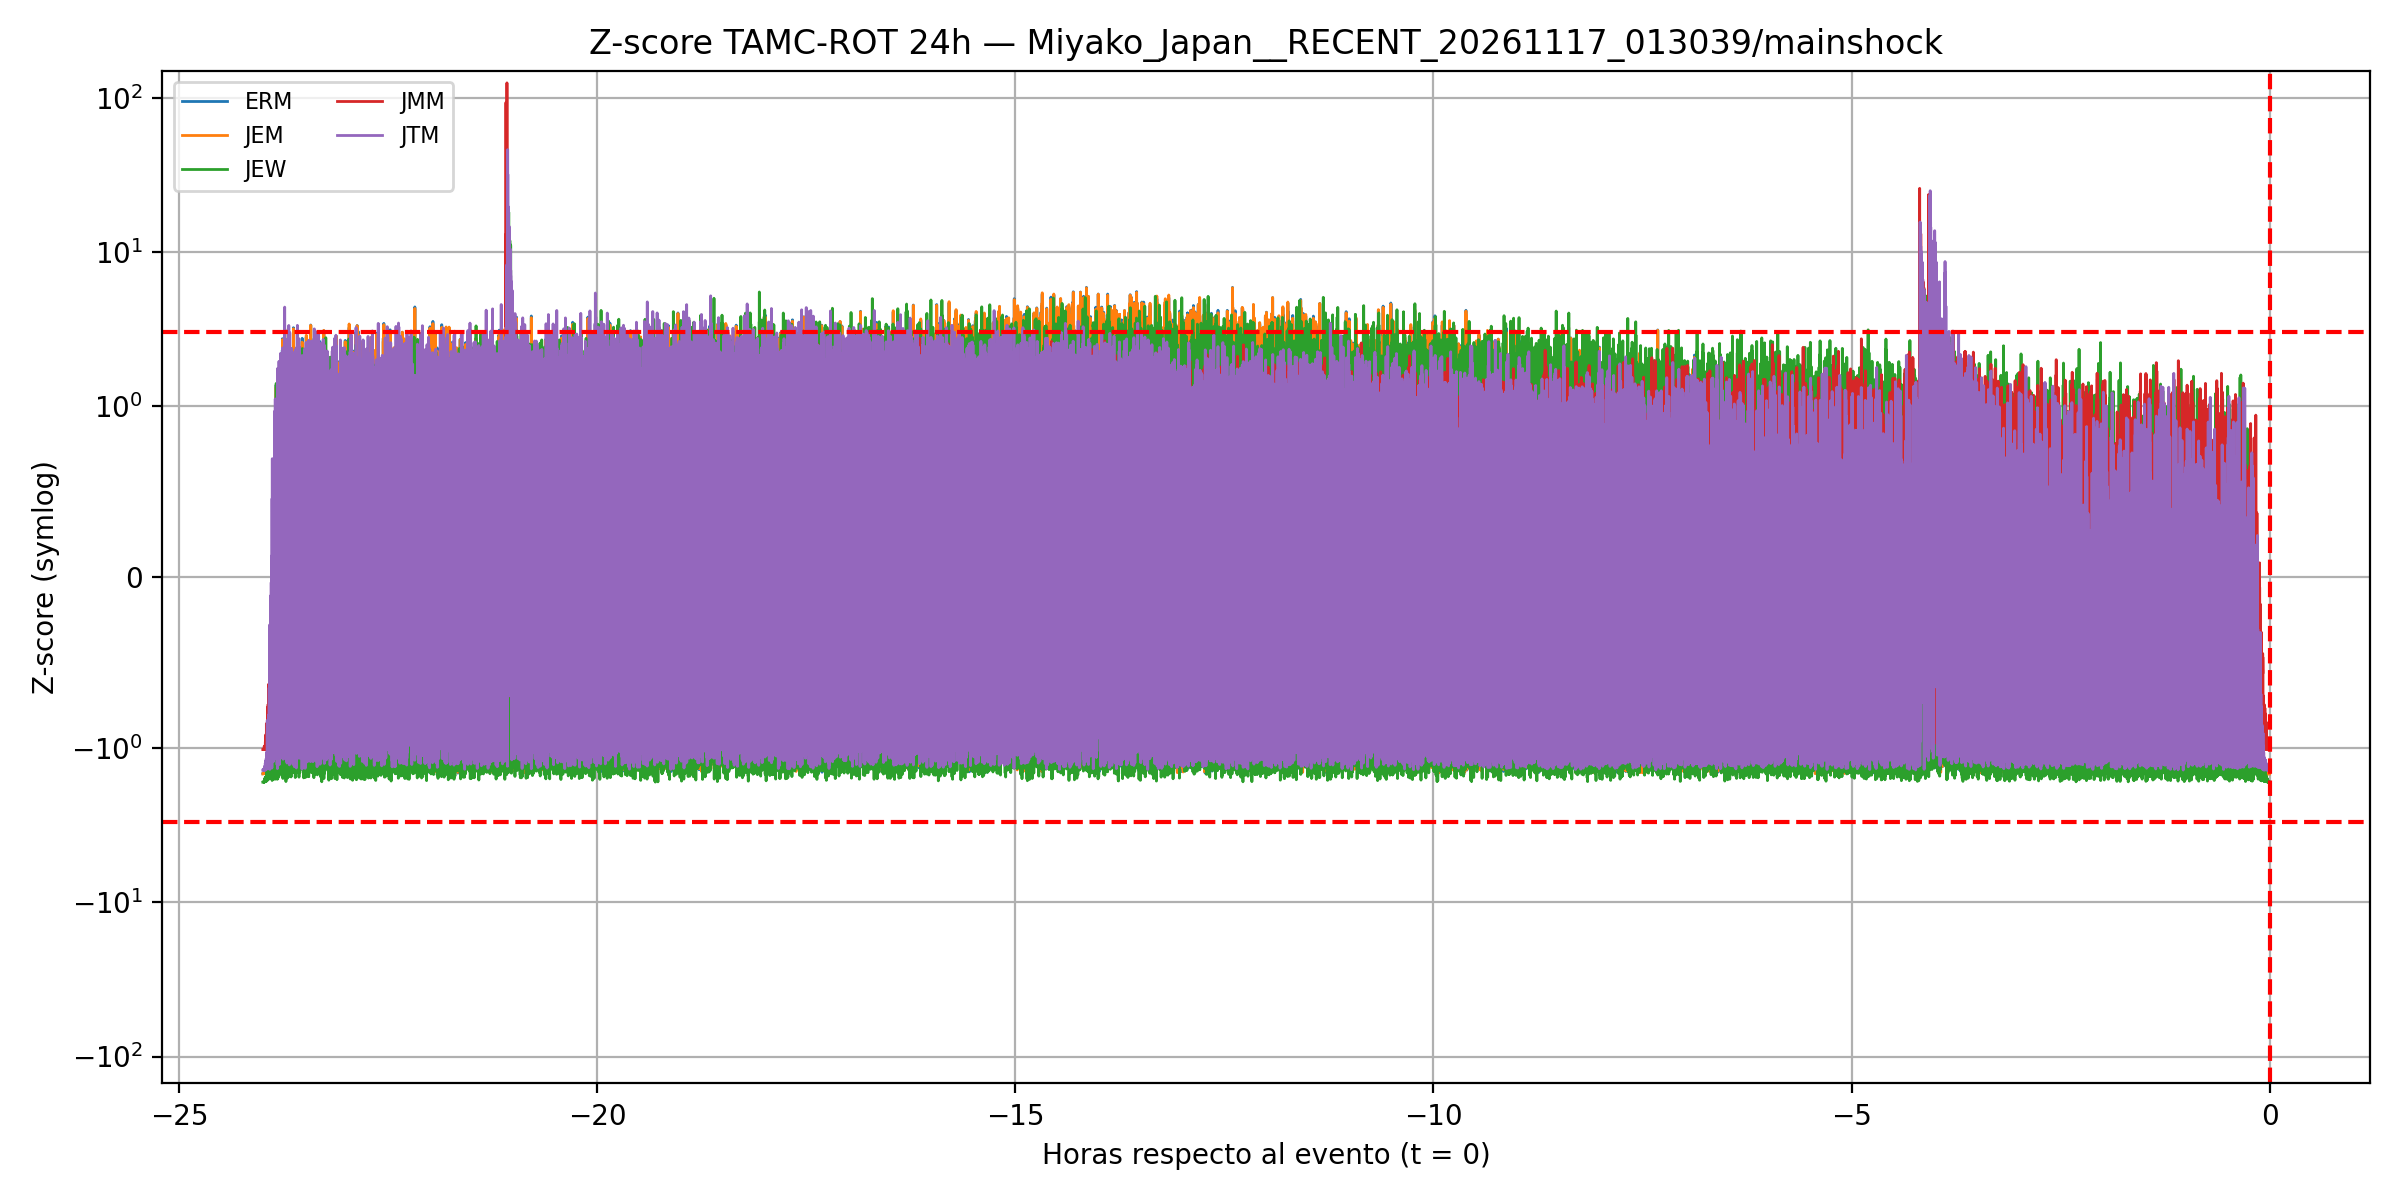 Z-score TAMC-ROT 24h — Miyako_Japan__RECENT_20261117_013039/mainshock
ERM
JEM
JEW
JMM
JTM
Z-score (symlog)
10²
10¹
10⁰
0
−10⁰
−10¹
−10²
−25
−20
−15
−10
−5
0
Horas respecto al evento (t = 0)